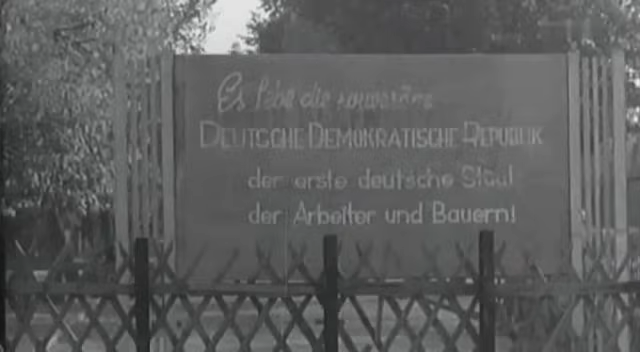 Es lebe die souveräne
DEUTSCHE DEMOKRATISCHE REPUBLIK
der erste deutsche Staat
der Arbeiter und Bauern!